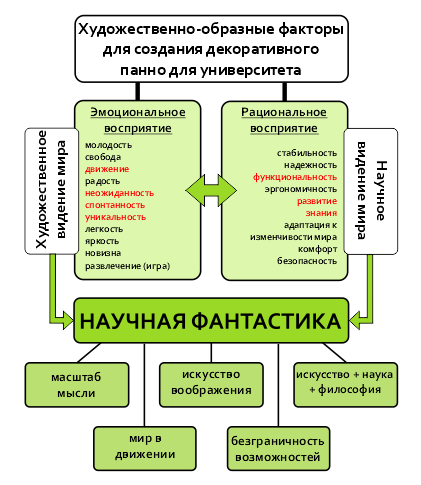 Художественно-образные факторы
для создания декоративного
панно для университета
Художественное
видение мира
Эмоциональное
восприятие
молодость
свобода
движение
радость
неожиданность
спонтанность
уникальность
легкость
яркость
новизна
развлечение (игра)
Рациональное
восприятие
стабильность
надежность
функциональность
эргономичность
развитие
знания
адаптация к
изменчивости мира
комфорт
безопасность
Научное
видение мира
НАУЧНАЯ ФАНТАСТИКА
масштаб
мысли
искусство
воображения
искусство + наука
+ философия
мир в
движении
безграничность
возможностей